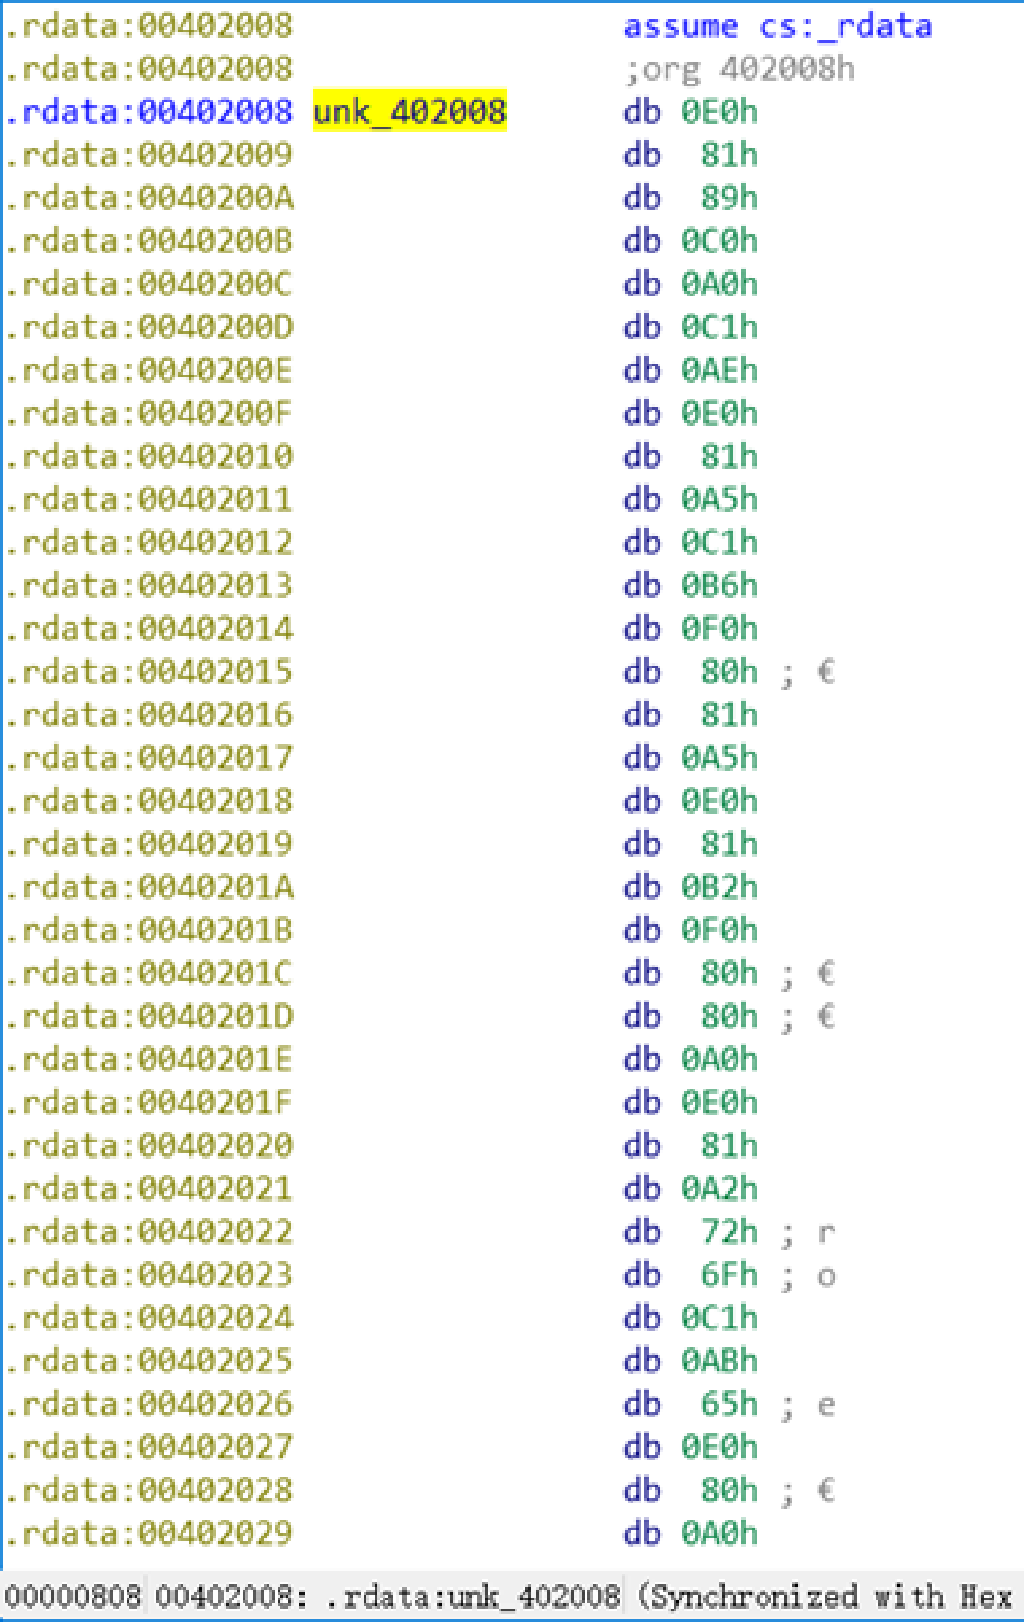 .rdata:00402008 assume cs:_rdata
.rdata:00402008 ;org 402008h
.rdata:00402008 unk_402008 db 0E0h
.rdata:00402009 db 81h
.rdata:0040200A db 89h
.rdata:0040200B db 0C0h
.rdata:0040200C db 0A0h
.rdata:0040200D db 0C1h
.rdata:0040200E db 0AEh
.rdata:0040200F db 0E0h
.rdata:00402010 db 81h
.rdata:00402011 db 0A5h
.rdata:00402012 db 0C1h
.rdata:00402013 db 0B6h
.rdata:00402014 db 0F0h
.rdata:00402015 db 80h ; €
.rdata:00402016 db 81h
.rdata:00402017 db 0A5h
.rdata:00402018 db 0E0h
.rdata:00402019 db 81h
.rdata:0040201A db 0B2h
.rdata:0040201B db 0F0h
.rdata:0040201C db 80h ; €
.rdata:0040201D db 80h ; €
.rdata:0040201E db 0A0h
.rdata:0040201F db 0E0h
.rdata:00402020 db 81h
.rdata:00402021 db 0A2h
.rdata:00402022 db 72h ; r
.rdata:00402023 db 6Fh ; o
.rdata:00402024 db 0C1h
.rdata:00402025 db 0ABh
.rdata:00402026 db 65h ; e
.rdata:00402027 db 0E0h
.rdata:00402028 db 80h ; €
.rdata:00402029 db 0A0h
00000808 00402008: .rdata:unk_402008 (Synchronized with Hex